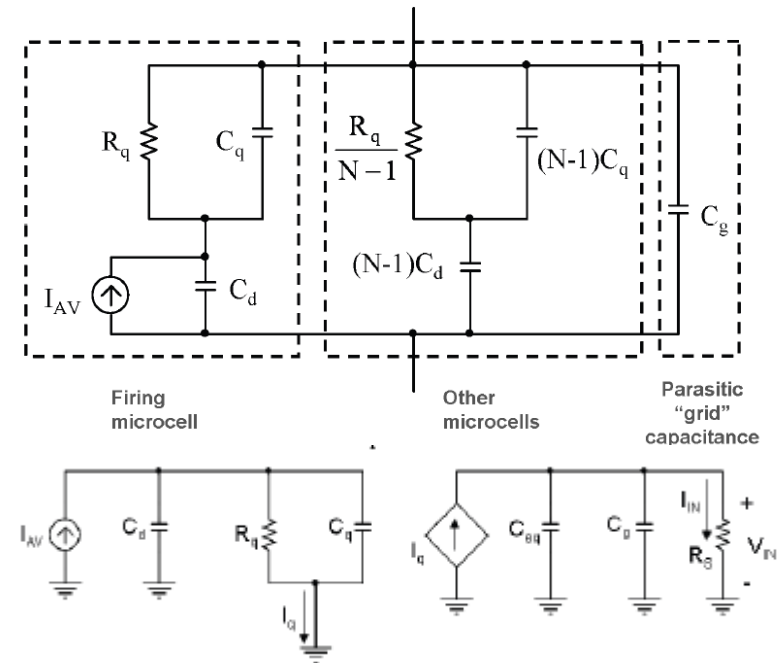 R_q
C_q
R_q
N−1
(N-1)C_q
C_g
I_AV
C_d
(N-1)C_d
Firing
microcell
Other
microcells
Parasitic
“grid”
capacitance
I_AV
C_d
R_q
C_q
I_q
I_q
C_eq
C_g
I_IN
R_S
+
V_IN
-